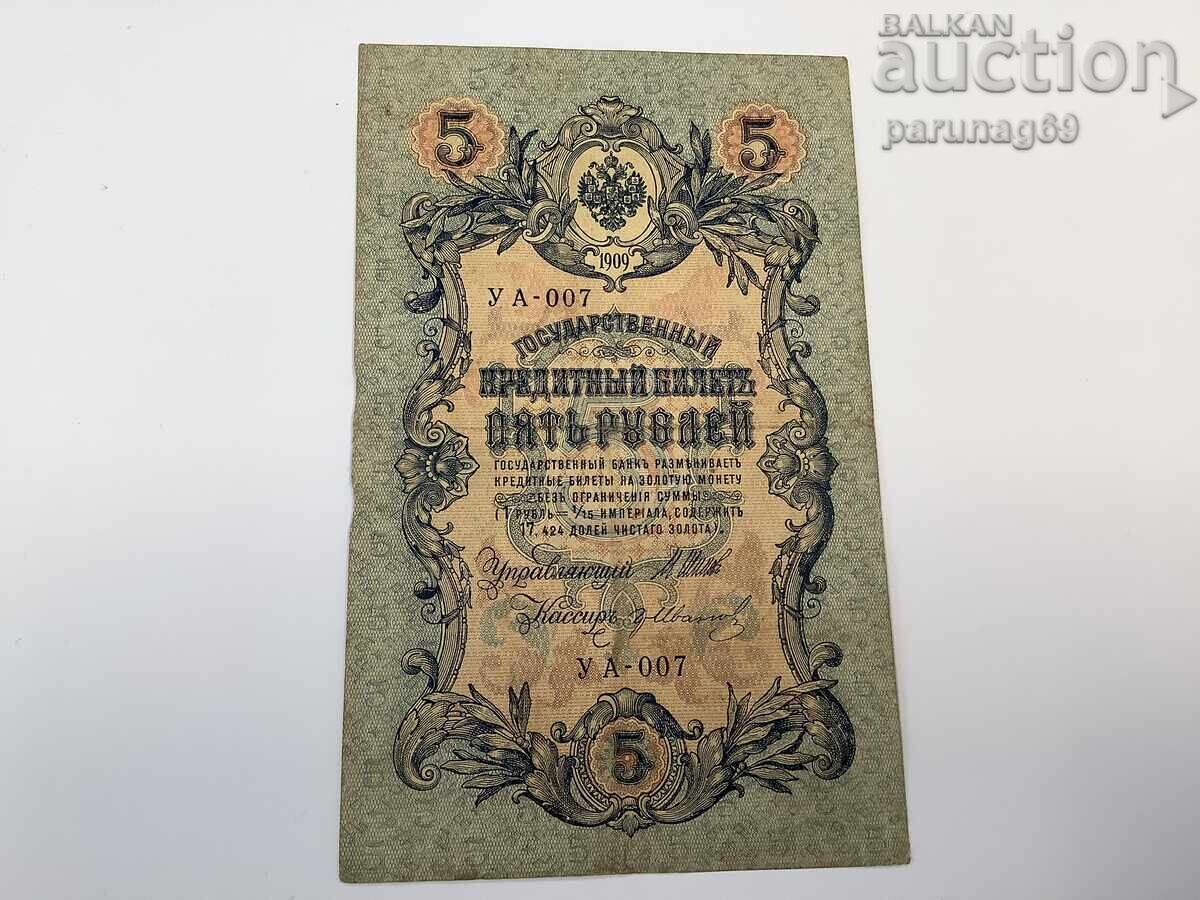 BALKAN
auction
parunag69
5 5
1909
УА-007
ГОСУДАРСТВЕННЫЙ
КРЕДИТНЫЙ БИЛЕТЪ
ПЯТЬ РУБЛЕЙ
ГОСУДАРСТВЕННЫЙ БАНКЪ РАЗМѢНИВАЕТЪ
КРЕДИТНЫЕ БИЛЕТЫ НА ЗОЛОТУЮ МОНЕТУ
БЕЗЪ ОГРАНИЧЕНІЯ СУММЫ
(1 РУБЛЬ = 1/15 ИМПЕРІАЛА, СОДЕРЖИТЪ
17,424 ДОЛЕЙ ЧИСТАГО ЗОЛОТА).
Управляющій
Кассиръ
УА-007
5